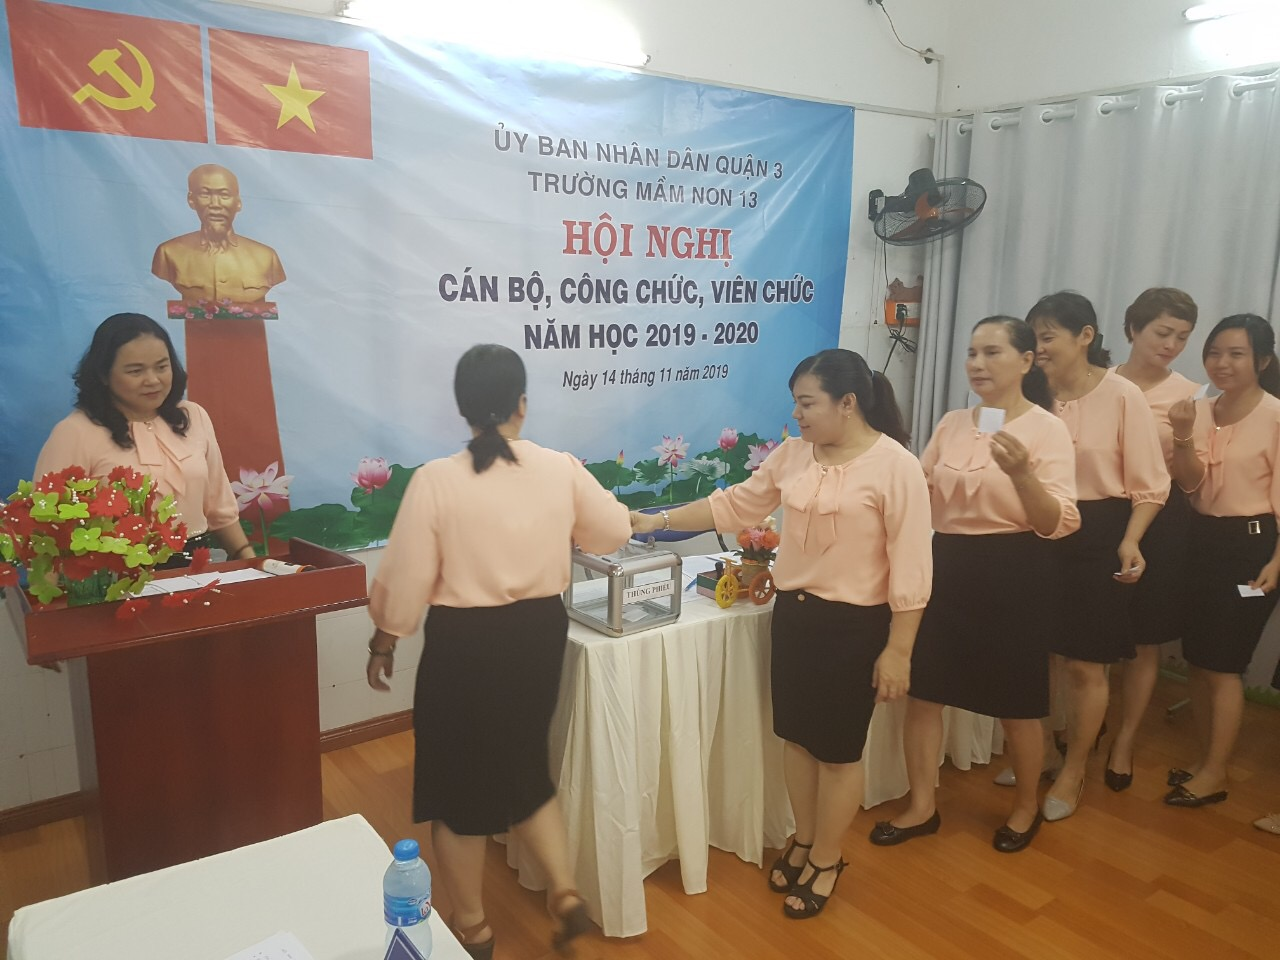 ỦY BAN NHÂN DÂN QUẬN 3
TRƯỜNG MẦM NON 13
HỘI NGHỊ
CÁN BỘ, CÔNG CHỨC, VIÊN CHỨC
NĂM HỌC 2019 - 2020
Ngày 14 tháng 11 năm 2019
THÙNG PHIẾU